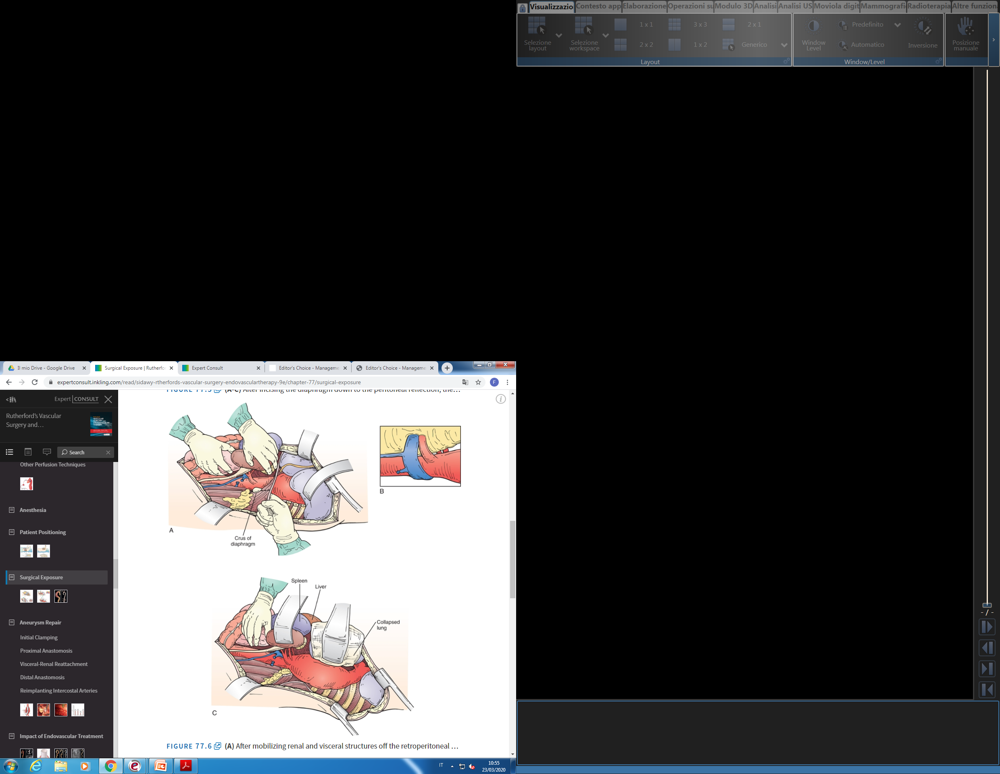 Visualizzazio Contesto app Elaborazione Operazioni su Modulo 3D Analisi Analisi US Moviola digit Mammografi Radioterapia Altre funzion
Selezione layout
Selezione workspace
1 x 1
3 x 3
2 x 1
2 x 2
1 x 2
Generico
Layout
Window Level
Predefinito
Automatico
Inversione
Window/Level
Posizione manuale
- / -
Il mio Drive - Google Drive
Surgical Exposure | Rutherfo
Expert Consult
Editor's Choice - Manageme
Editor's Choice - Manageme
expertconsult.inkling.com/read/sidawy-rtherfords-vascular-surgery-endovasculartherapy-9e/chapter-77/surgical-exposure
F
Expert CONSULT
Rutherford's Vascular
Surgery and...
Search
Other Perfusion Techniques
Anesthesia
Patient Positioning
Surgical Exposure
Aneurysm Repair
Initial Clamping
Proximal Anastomosis
Visceral-Renal Reattachment
Distal Anastomosis
Reimplanting Intercostal Arteries
Impact of Endovascular Treatment
FIGURE 77.5 (A-C) After incising the diaphragm down to the peritoneal reflection, the...
A
Crus of
diaphragm
B
Spleen
Liver
Collapsed
lung
C
FIGURE 77.6 (A) After mobilizing renal and visceral structures off the retroperitoneal ...
IT
10:55
23/03/2020